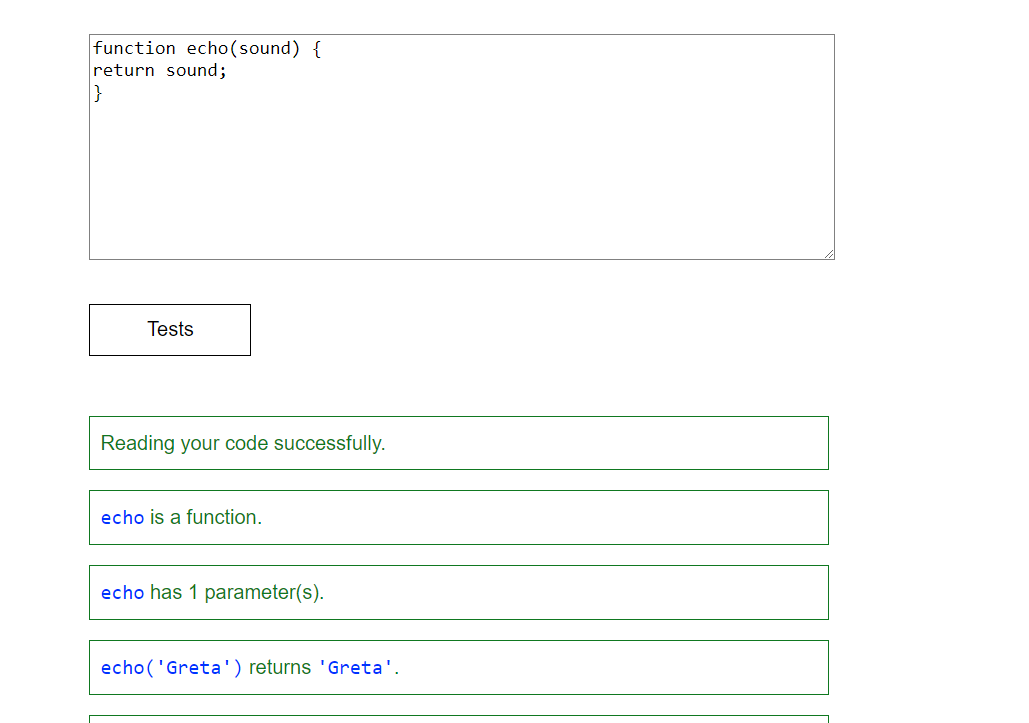 function echo(sound) {
return sound;
}
Tests
Reading your code successfully.
echo is a function.
echo has 1 parameter(s).
echo('Greta') returns 'Greta'.